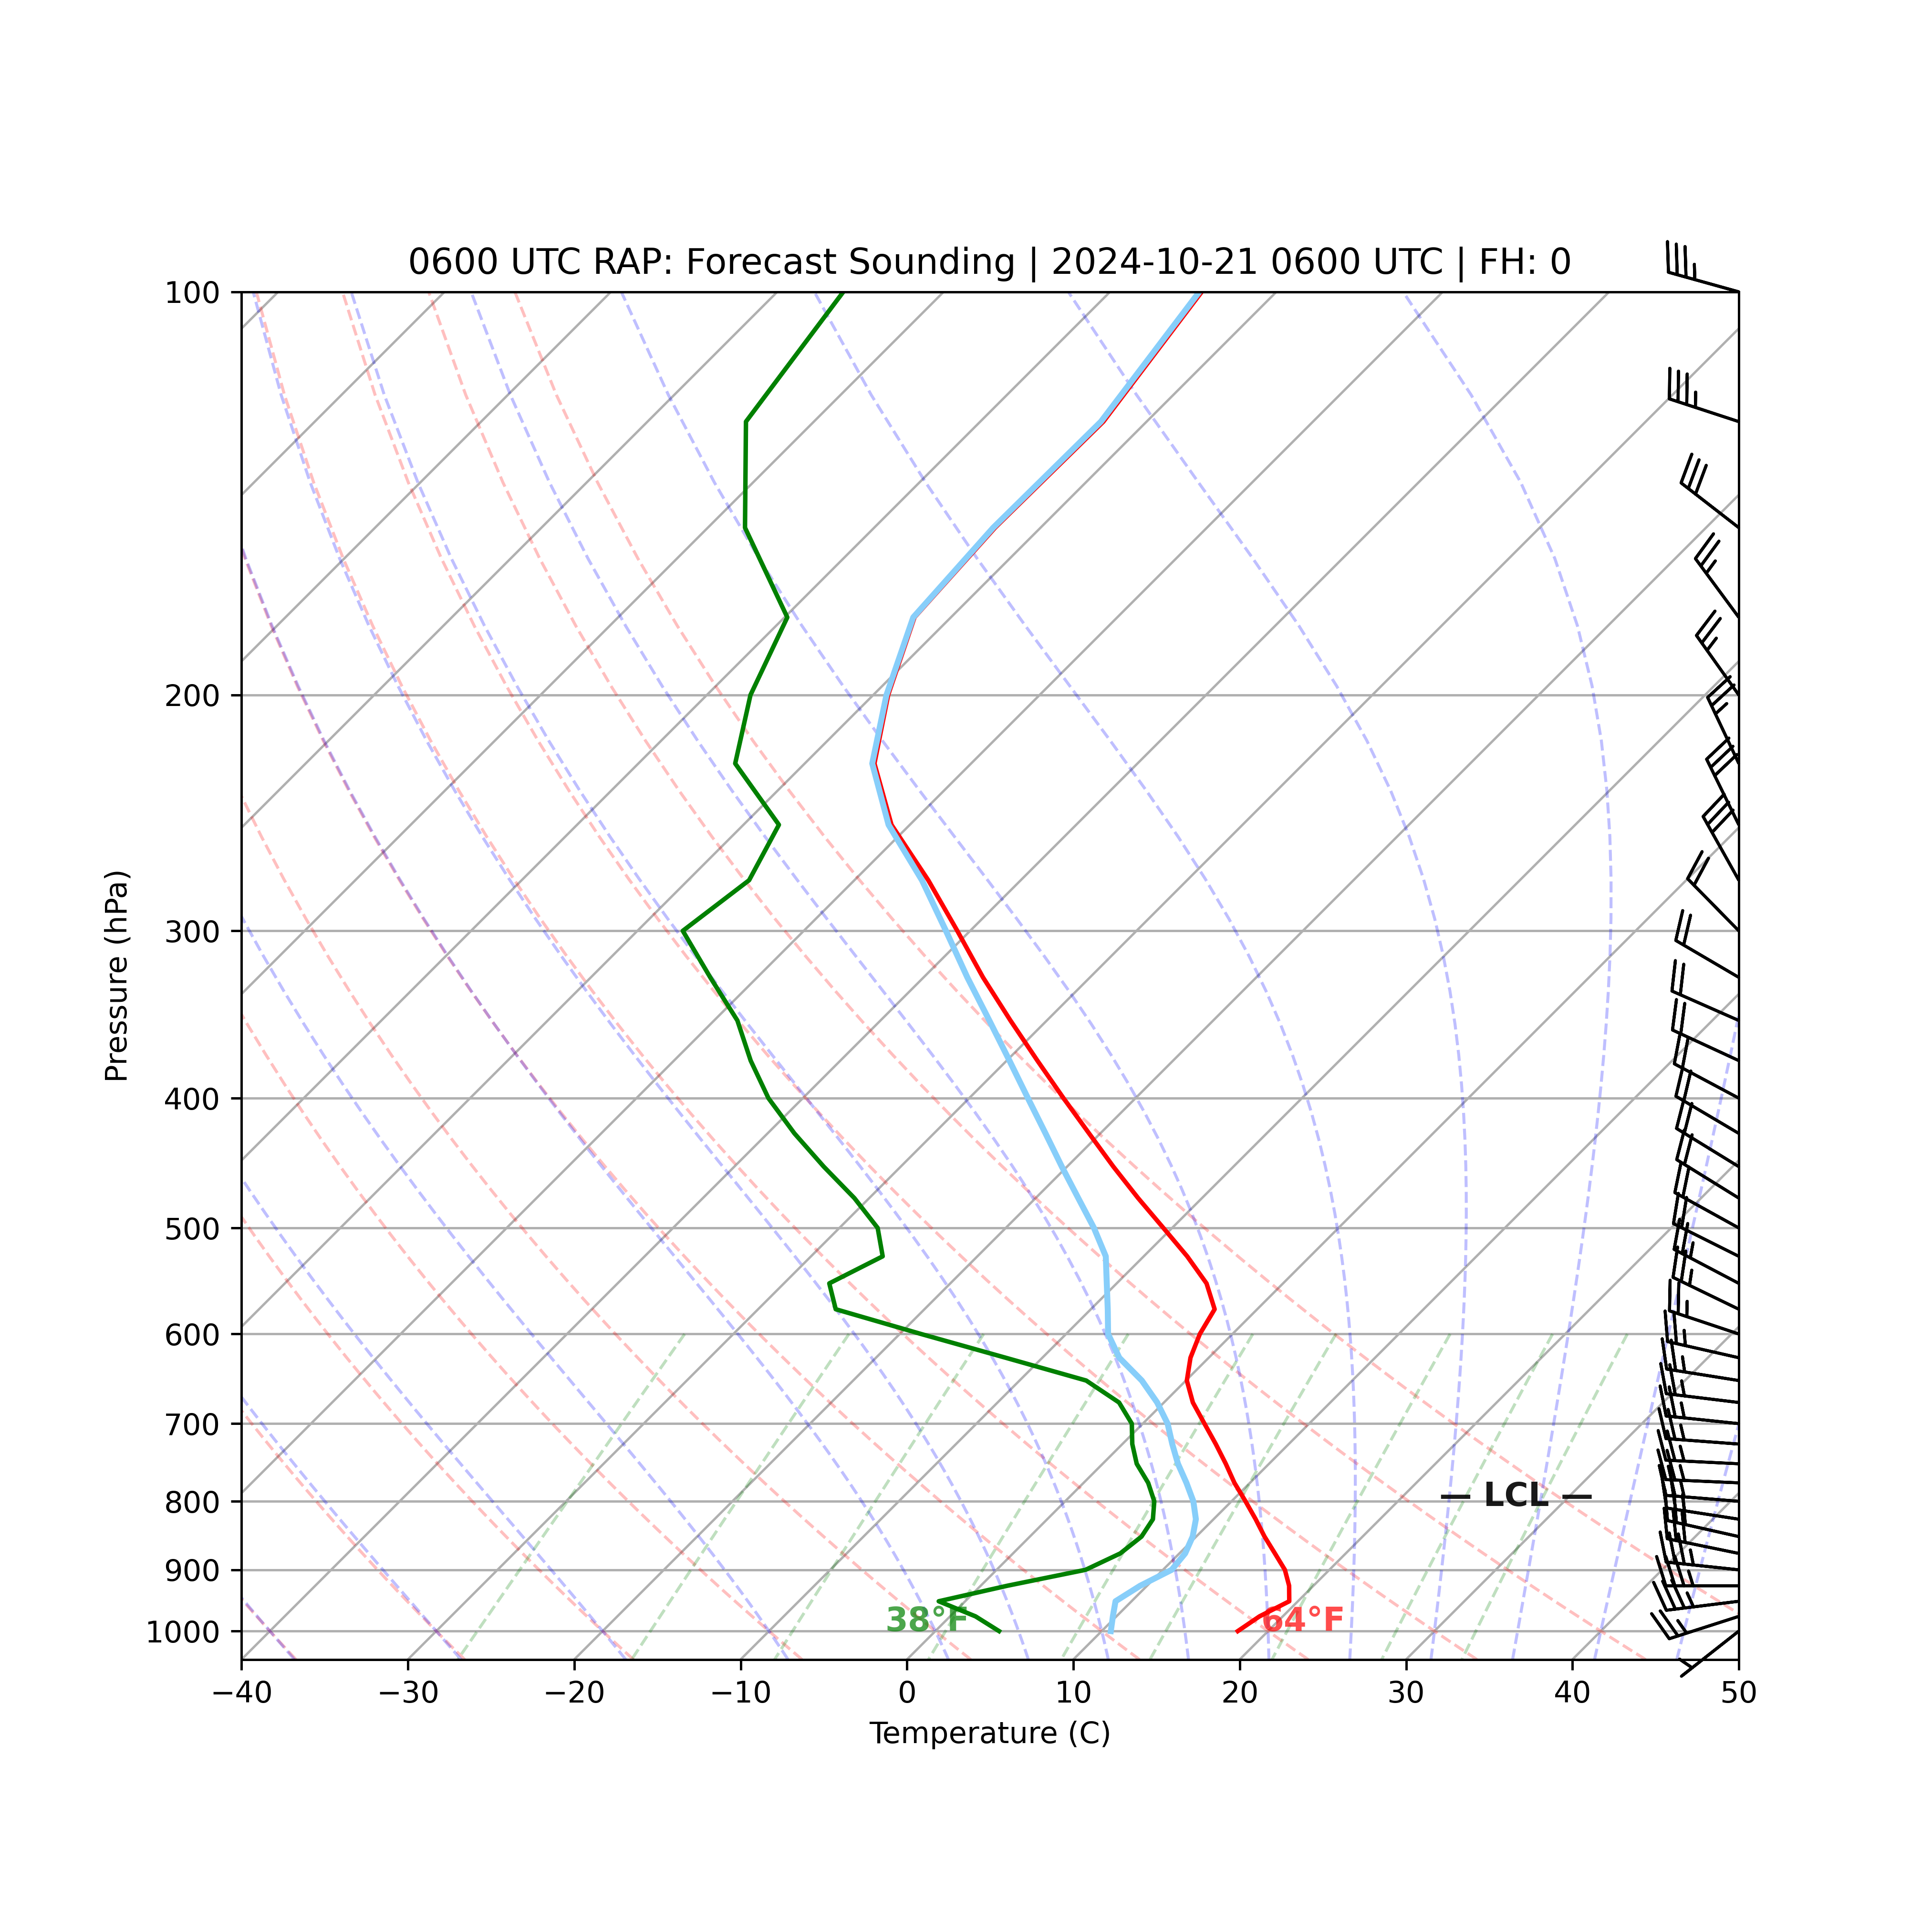 0600 UTC RAP: Forecast Sounding | 2024-10-21 0600 UTC | FH: 0
100
200
300
400
500
600
700
800
900
1000
Pressure (hPa)
— LCL —
38°F
64°F
−40 −30 −20 −10 0 10 20 30 40 50
Temperature (C)